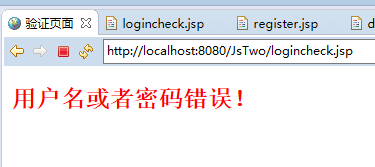 验证页面 logincheck.jsp register.jsp d
http://localhost:8080/JsTwo/logincheck.jsp
用户名或者密码错误！